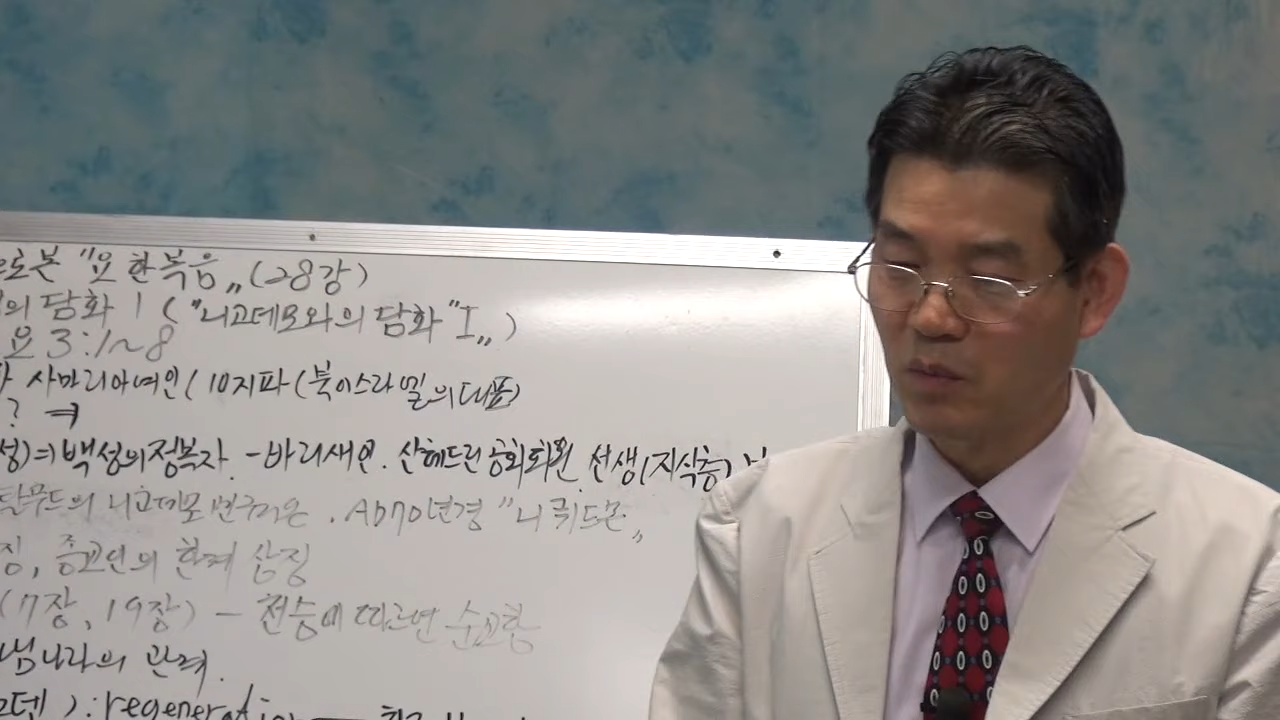 으로본 "요한복음" (28강)
의 담화 1 ("니고데모와의 담화" I")
요 3:1~8
사마리아여인 (10지파 (북이스라엘의 대표)
? ⇒
성) ⇒ 백성의 정복자 - 바리새인. 산헤드린 공회회원. 선생(지식층)
탈무드의 니고데모 . AD70년경 "니퀴드몬"
징, 종교인의 한계 상징
(7장, 19장) - 전승에 따르면 순교함
나라의 관계.
): regeneration